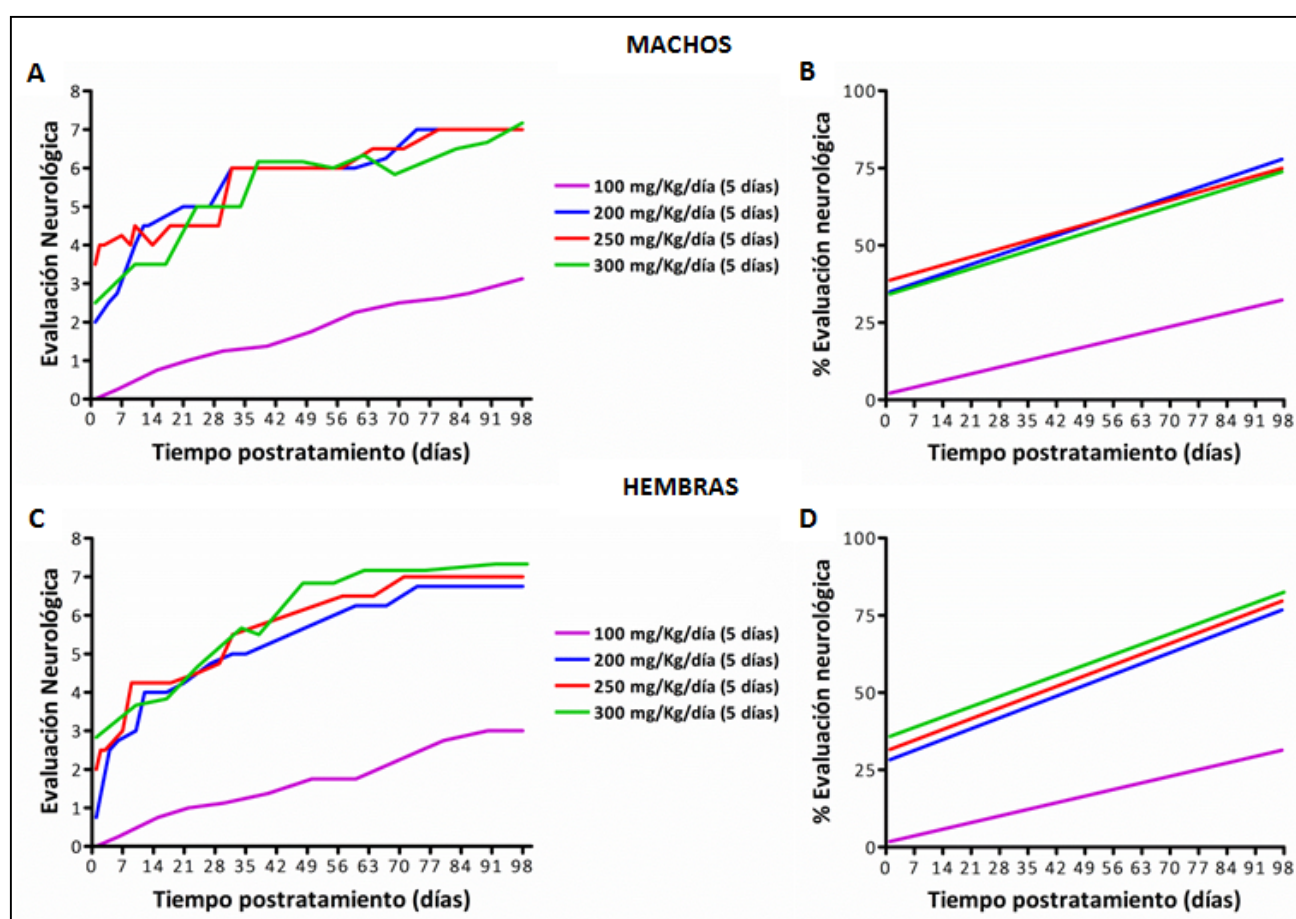 MACHOS
A
Evaluación Neurológica
8
7
6
5
4
3
2
1
0
0 7 14 21 28 35 42 49 56 63 70 77 84 91 98
Tiempo postratamiento (días)
100 mg/Kg/día (5 días)
200 mg/Kg/día (5 días)
250 mg/Kg/día (5 días)
300 mg/Kg/día (5 días)
B
% Evaluación neurológica
100
75
50
25
0
0 7 14 21 28 35 42 49 56 63 70 77 84 91 98
Tiempo postratamiento (días)
HEMBRAS
C
Evaluación Neurológica
8
7
6
5
4
3
2
1
0
0 7 14 21 28 35 42 49 56 63 70 77 84 91 98
Tiempo postratamiento (días)
100 mg/Kg/día (5 días)
200 mg/Kg/día (5 días)
250 mg/Kg/día (5 días)
300 mg/Kg/día (5 días)
D
% Evaluación neurológica
100
75
50
25
0
0 7 14 21 28 35 42 49 56 63 70 77 84 91 98
Tiempo postratamiento (días)